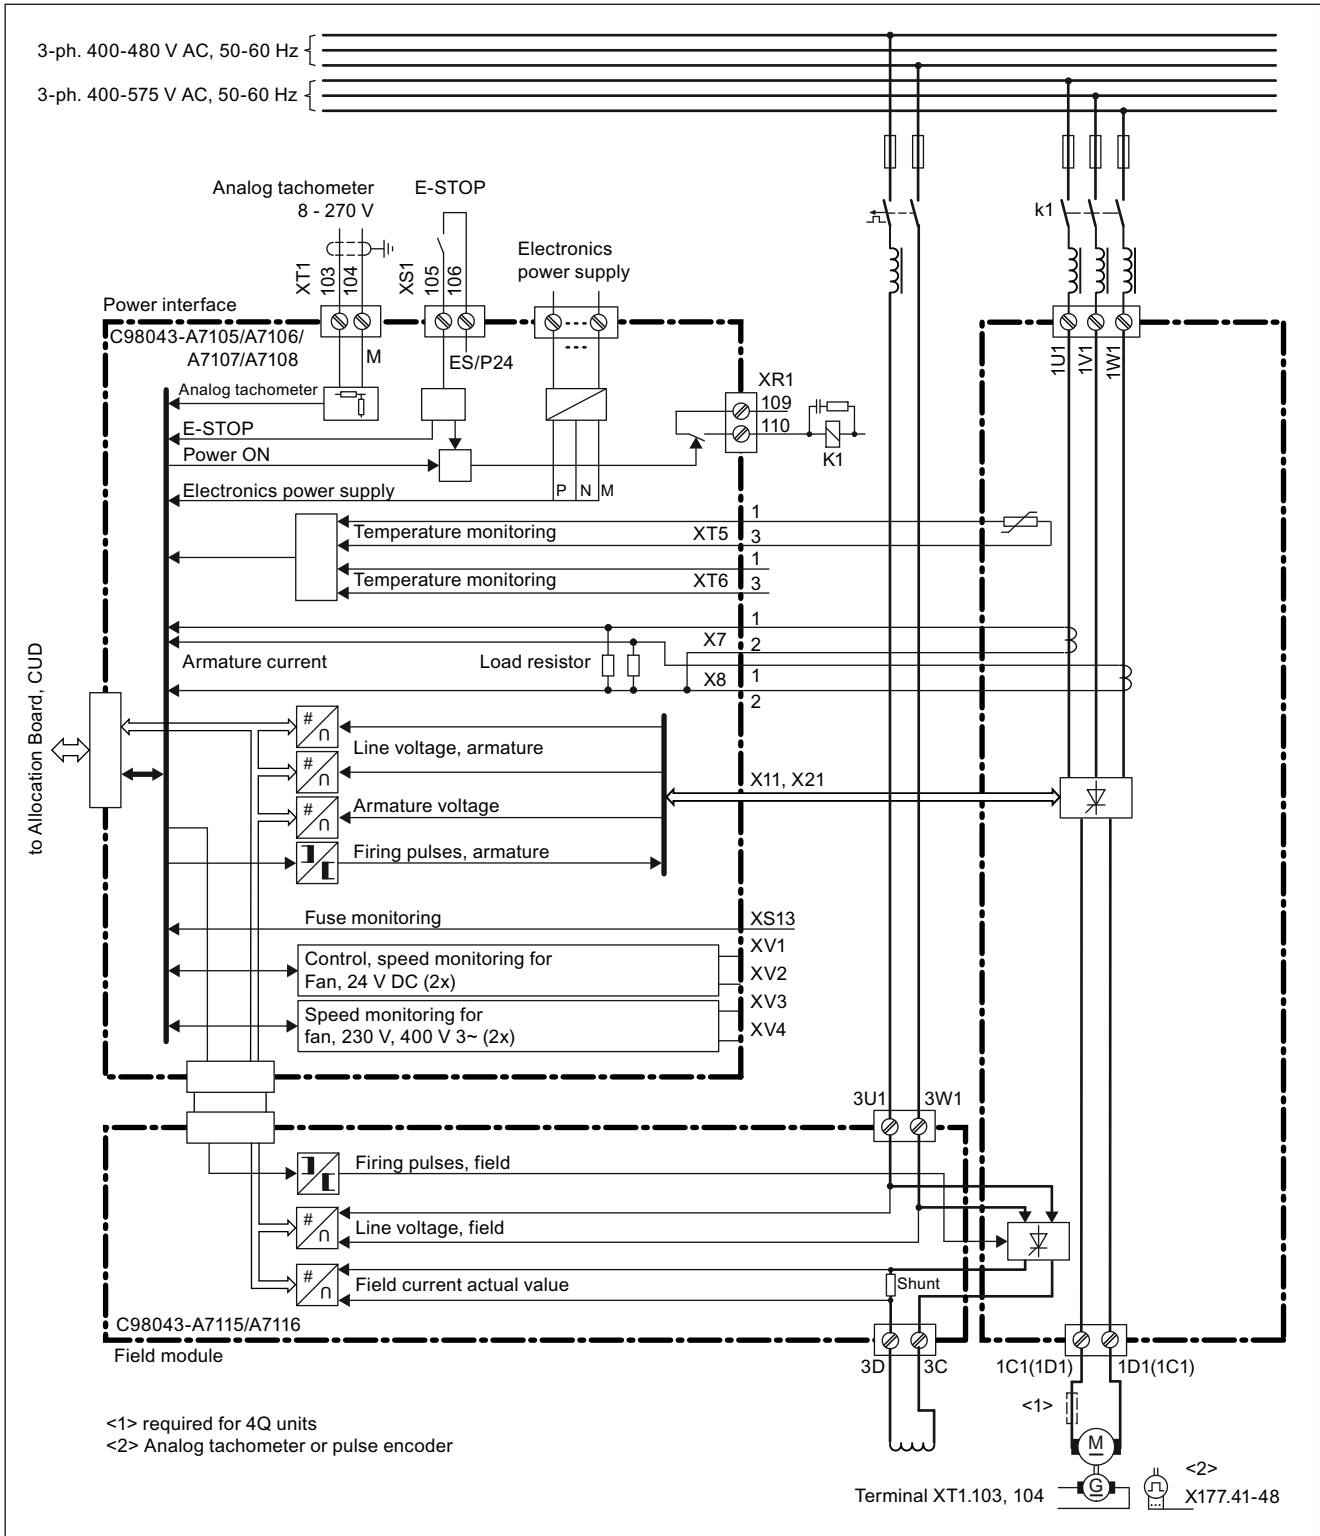 3-ph. 400-480 V AC, 50-60 Hz
3-ph. 400-575 V AC, 50-60 Hz
Analog tachometer
8 - 270 V
E-STOP
k1
Electronics
power supply
XT1
103
104
XS1
105
106
Power interface
C98043-A7105/A7106/
A7107/A7108
M
ES/P24
1U1
1V1
1W1
Analog tachometer
XR1
109
110
K1
E-STOP
Power ON
Electronics power supply
P N M
1
Temperature monitoring
XT5
3
1
Temperature monitoring
XT6
3
1
X7
2
Armature current
Load resistor
X8
1
2
to Allocation Board, CUD
#
∩
Line voltage, armature
#
∩
X11, X21
Armature voltage
#
∩
Firing pulses, armature
Fuse monitoring
XS13
XV1
Control, speed monitoring for
Fan, 24 V DC (2x)
XV2
XV3
Speed monitoring for
fan, 230 V, 400 V 3~ (2x)
XV4
3U1
3W1
Firing pulses, field
#
∩
Line voltage, field
#
∩
Field current actual value
Shunt
C98043-A7115/A7116
Field module
3D
3C
1C1(1D1)
1D1(1C1)
<1>
<1> required for 4Q units
<2> Analog tachometer or pulse encoder
M
G
<2>
Terminal XT1.103, 104
X177.41-48